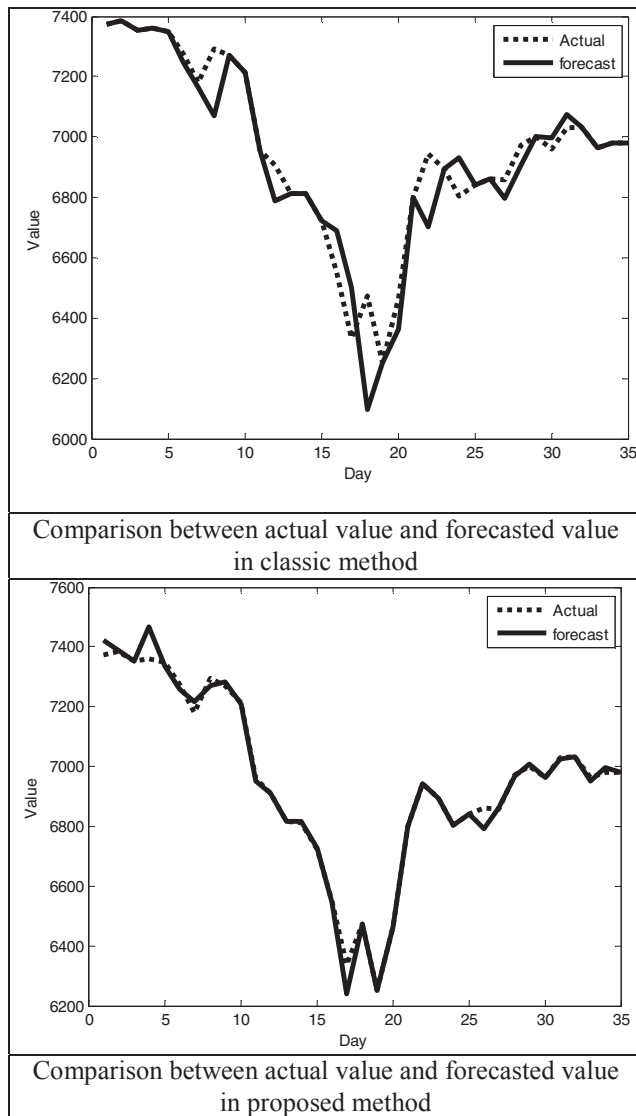 7400
7200
7000
6800
6600
6400
6200
6000
Value
Actual
forecast
0 5 10 15 20 25 30 35
Day
Comparison between actual value and forecasted value
in classic method
7600
7400
7200
7000
6800
6600
6400
6200
Value
Actual
forecast
0 5 10 15 20 25 30 35
Day
Comparison between actual value and forecasted value
in proposed method